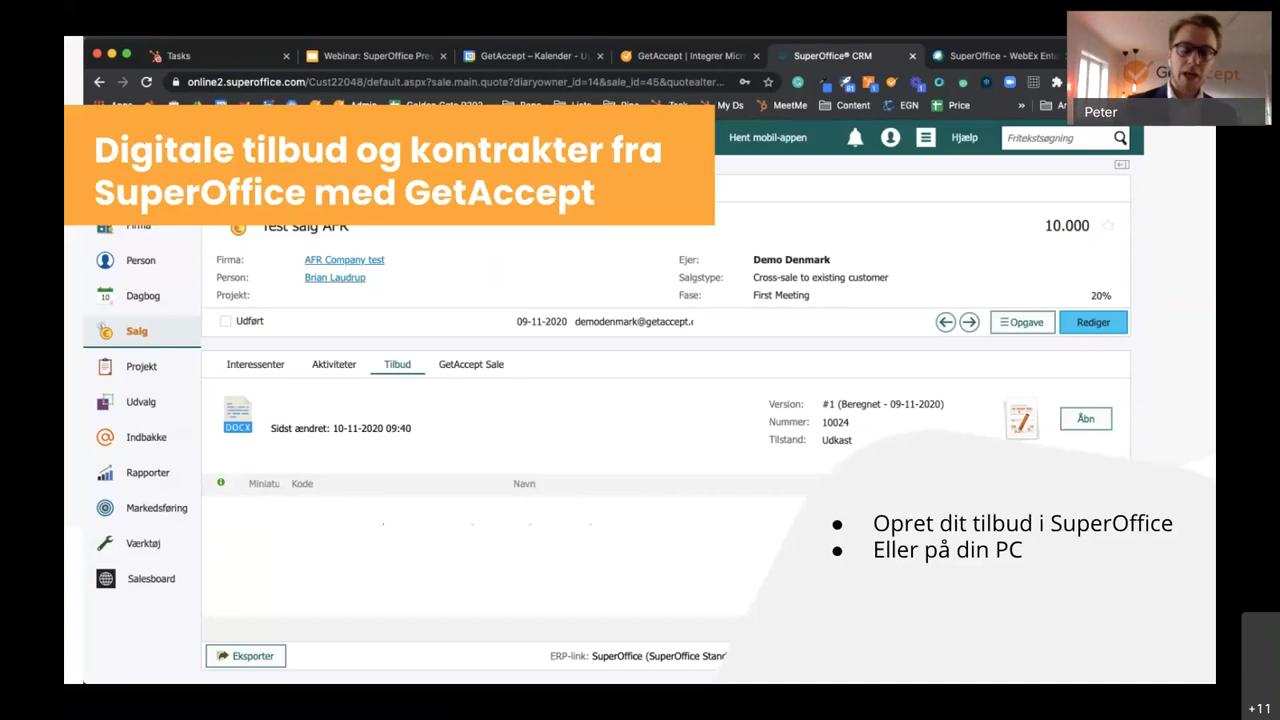 Tasks
Webinar: SuperOffice Pre
GetAccept – Kalender - U
GetAccept | Integrer Micr
SuperOffice® CRM
SuperOffice - WebEx Ente
online2.superoffice.com/Cust22048/default.aspx?sale.main.quote?diaryowner_id=14&sale_id=45&quotealter...
My Ds
MeetMe
Content
EGN
Price
»
Peter
Digitale tilbud og kontrakter fra
SuperOffice med GetAccept
Hent mobil-appen
Hjælp
Fritekstsøgning
Firma
Person
10
Dagbog
Salg
Projekt
Udvalg
Indbakke
Rapporter
Markedsføring
Værktøj
Salesboard
Test salg AFR
10.000
Firma: AFR Company test
Person: Brian Laudrup
Projekt:
Ejer: Demo Denmark
Salgstype: Cross-sale to existing customer
Fase: First Meeting 20%
Udført
09-11-2020 demodenmark@getaccept.c
Opgave
Rediger
Interessenter Aktiviteter Tilbud GetAccept Sale
DOCX
Sidst ændret: 10-11-2020 09:40
Version: #1 (Beregnet - 09-11-2020)
Nummer: 10024
Tilstand: Udkast
Åbn
Miniatu Kode Navn
● Opret dit tilbud i SuperOffice
● Eller på din PC
Eksporter
ERP-link: SuperOffice (SuperOffice Stan
+11